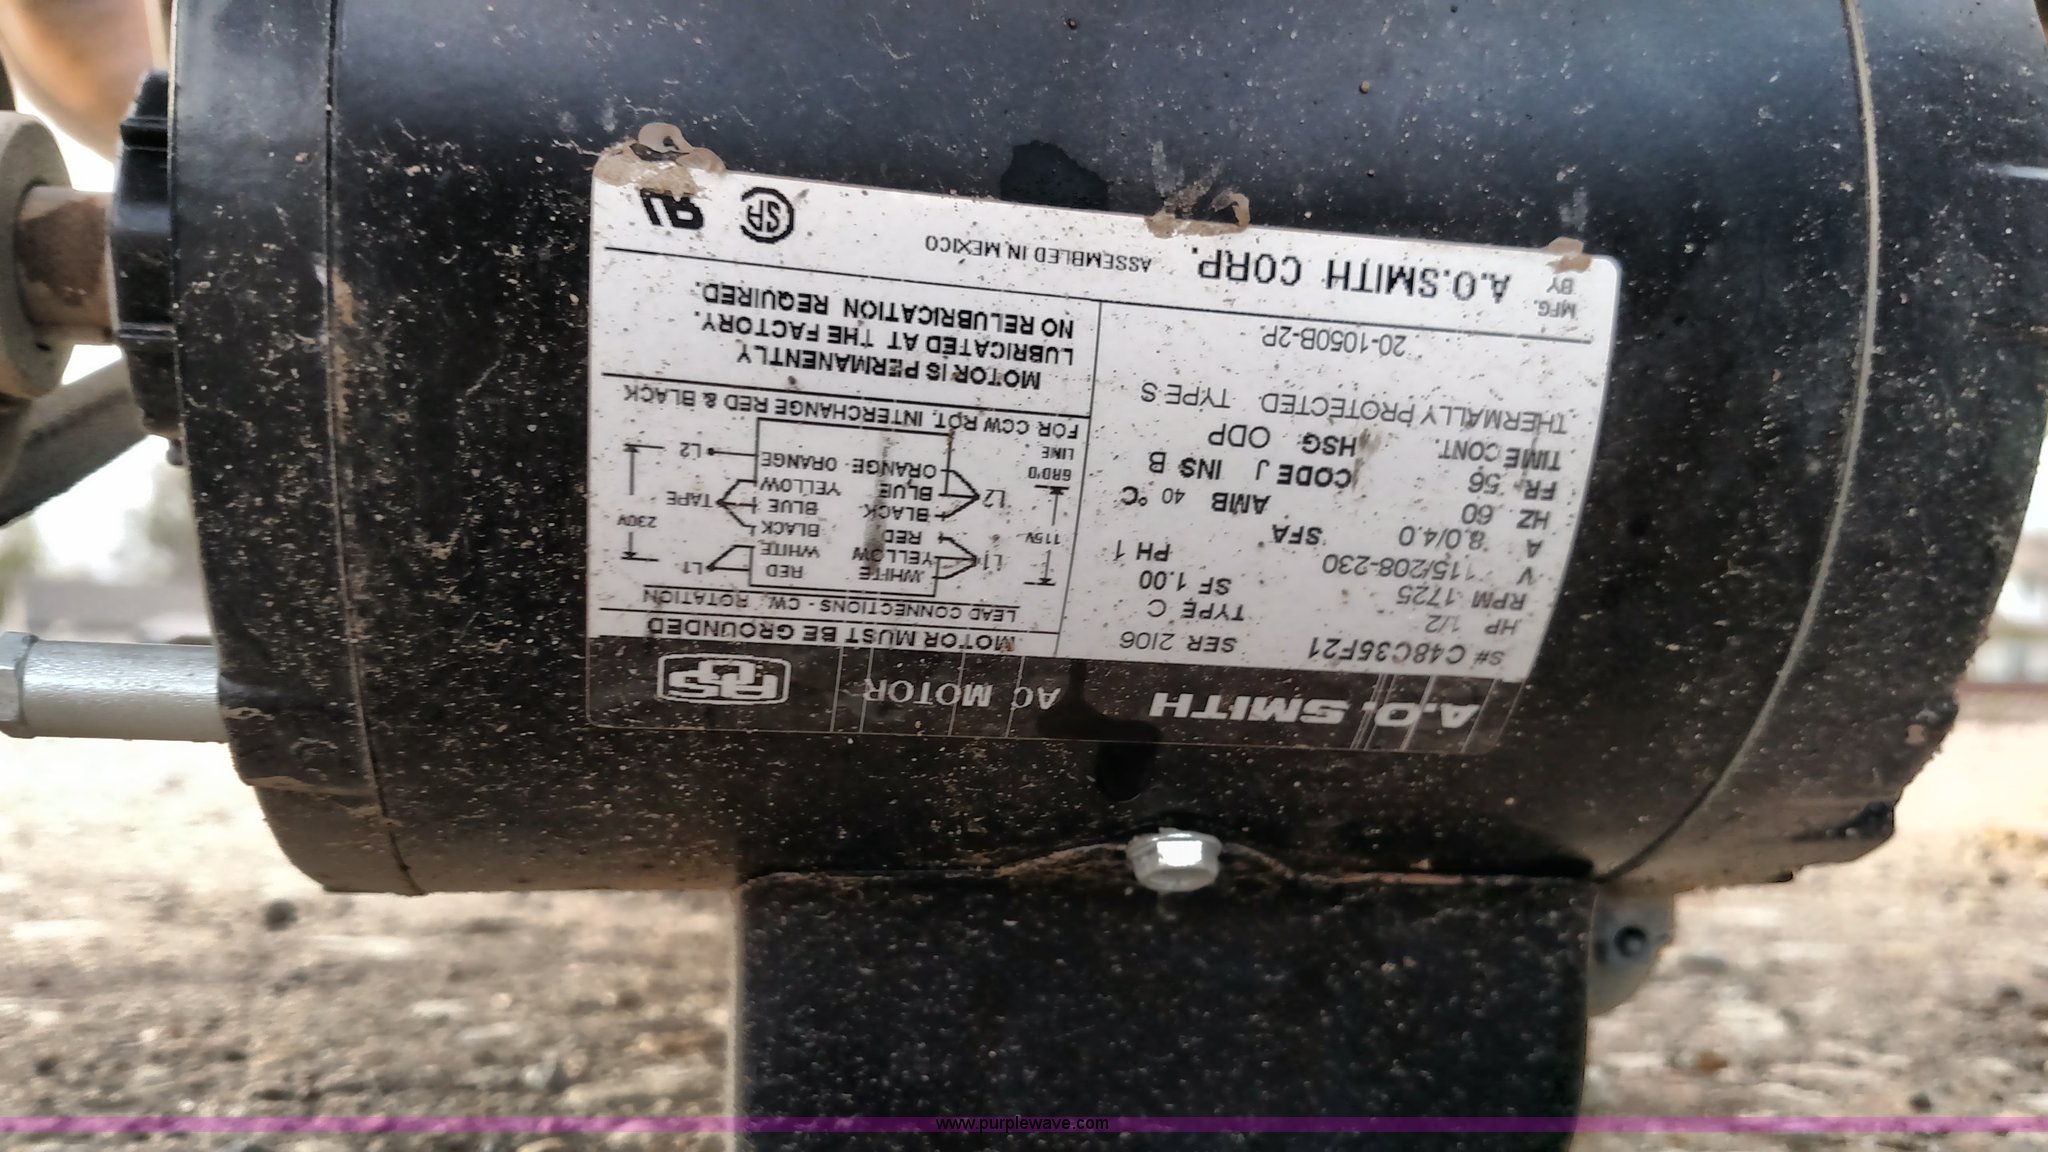 A.O. SMITH AC MOTOR
S# C48C35F21 SER 2106
HP 1/2 TYPE C
RPM 1725 SF 1.00
V 115/208-230 PH 1
A 8.0/4.0 SFA
HZ 60 AMB 40 °C
FR. 56 CODE J INS B
TIME CONT. HSG ODP
THERMALLY PROTECTED TYPE S
20-1050B-2P
MOTOR MUST BE GROUNDED
LEAD CONNECTIONS - CW. ROTATION
115V
L1
WHITE
YELLOW
RED
L2
BLACK
BLUE
ORANGE
GRD'D
LINE
230V
L1
RED
WHITE
TAPE
BLACK
BLUE
YELLOW
L2
ORANGE
FOR CCW ROT. INTERCHANGE RED & BLACK
MOTOR IS PERMANENTLY
LUBRICATED AT THE FACTORY.
NO RELUBRICATION REQUIRED.
MFG. BY A.O.SMITH CORP. ASSEMBLED IN MEXICO
SA
UR
www.purplewave.com